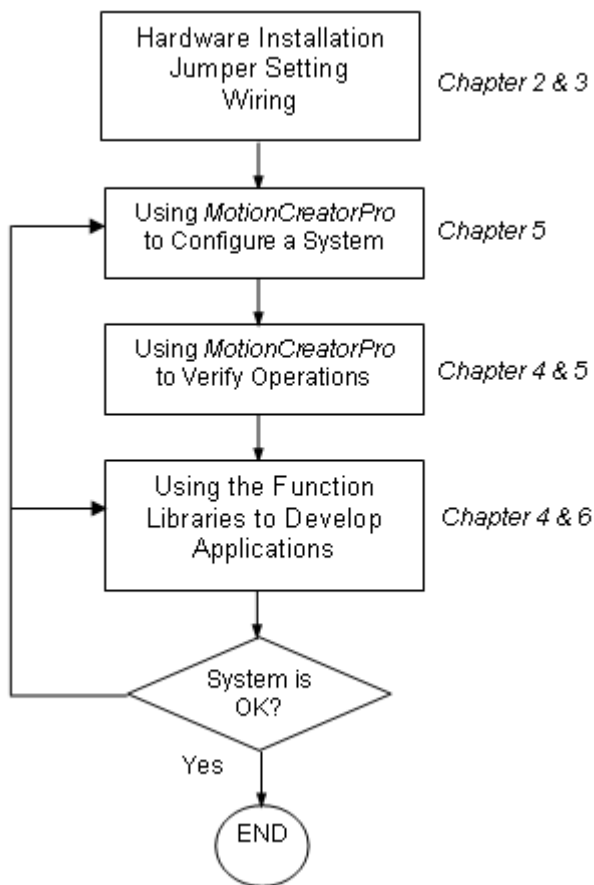 Hardware Installation
Jumper Setting
Wiring
Chapter 2 & 3
Using MotionCreatorPro
to Configure a System
Chapter 5
Using MotionCreatorPro
to Verify Operations
Chapter 4 & 5
Using the Function
Libraries to Develop
Applications
Chapter 4 & 6
System is
OK?
Yes
END